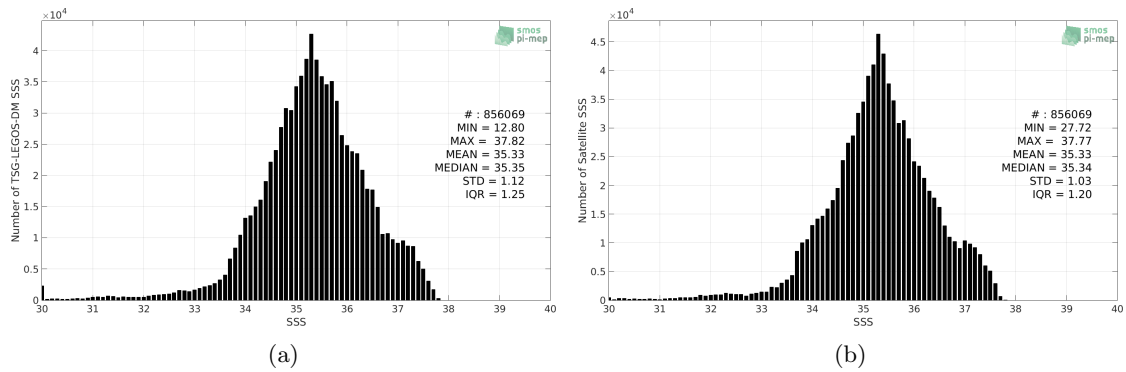 ×10⁴
4
3.5
3
2.5
2
1.5
1
0.5
0
Number of TSG-LEGOS-DM SSS
smos
pi-mep
# : 856069
MIN = 12.80
MAX = 37.82
MEAN = 35.33
MEDIAN = 35.35
STD = 1.12
IQR = 1.25
30 31 32 33 34 35 36 37 38 39 40
SSS
(a)
×10⁴
4.5
4
3.5
3
2.5
2
1.5
1
0.5
0
Number of Satellite SSS
smos
pi-mep
# : 856069
MIN = 27.72
MAX = 37.77
MEAN = 35.33
MEDIAN = 35.34
STD = 1.03
IQR = 1.20
30 31 32 33 34 35 36 37 38 39 40
SSS
(b)